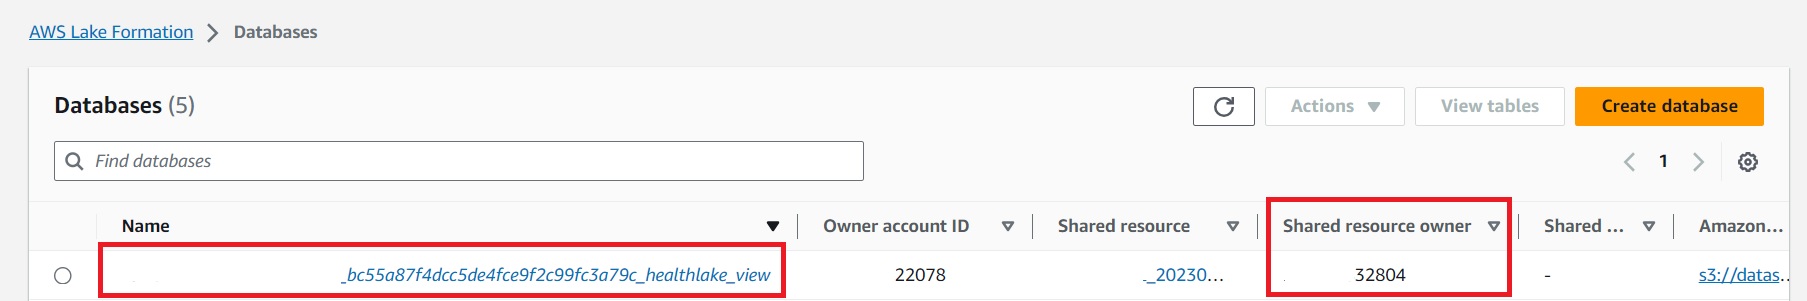 AWS Lake Formation > Databases
Databases (5)
Actions View tables Create database
Find databases
1
Name Owner account ID Shared resource Shared resource owner Shared ... Amazon...
_bc55a87f4dcc5de4fce9f2c99fc3a79c_healthlake_view 22078 -_20230... 32804 - s3://datas...